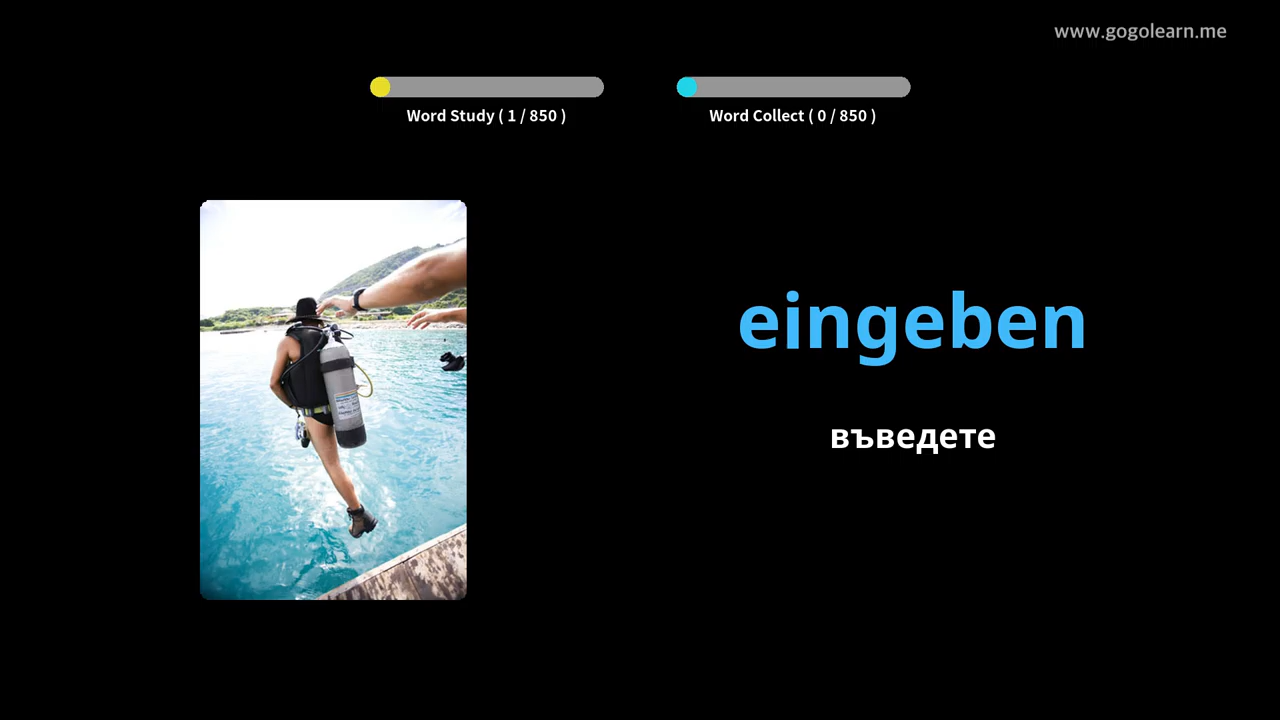 www.gogolearn.me
Word Study ( 1 / 850 )
Word Collect ( 0 / 850 )
eingeben
въведете